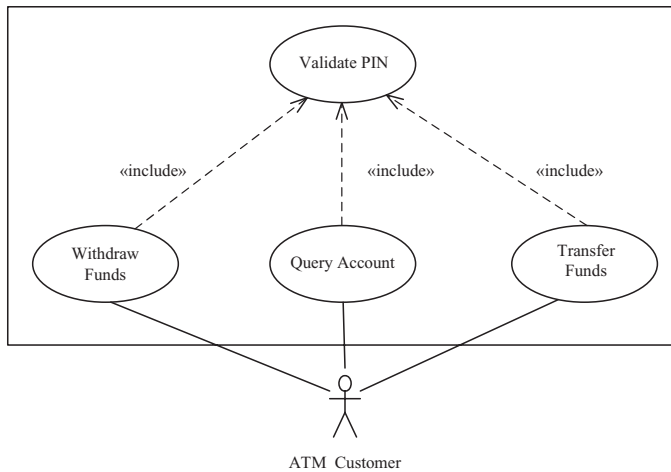 Validate PIN
«include»
«include»
«include»
Withdraw
Funds
Query Account
Transfer
Funds
ATM Customer